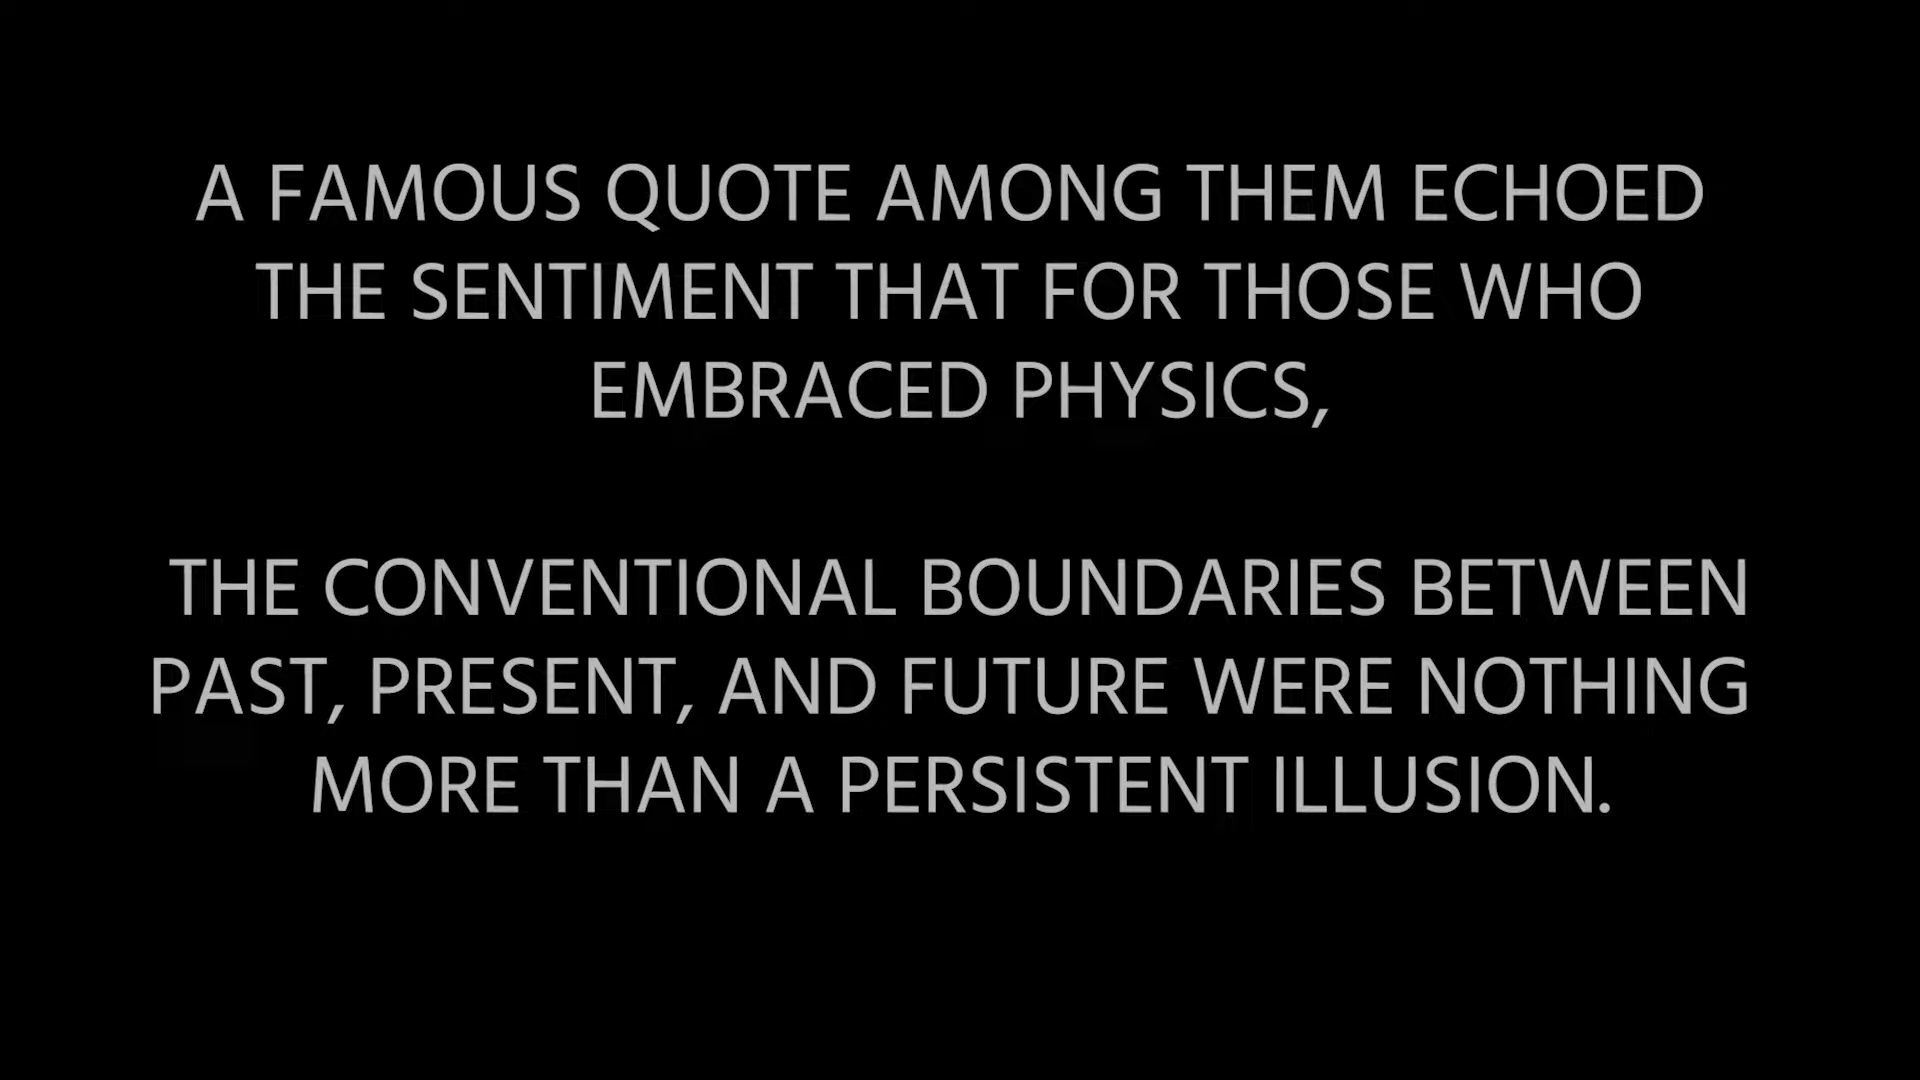 A FAMOUS QUOTE AMONG THEM ECHOED
THE SENTIMENT THAT FOR THOSE WHO
EMBRACED PHYSICS,
THE CONVENTIONAL BOUNDARIES BETWEEN
PAST, PRESENT, AND FUTURE WERE NOTHING
MORE THAN A PERSISTENT ILLUSION.